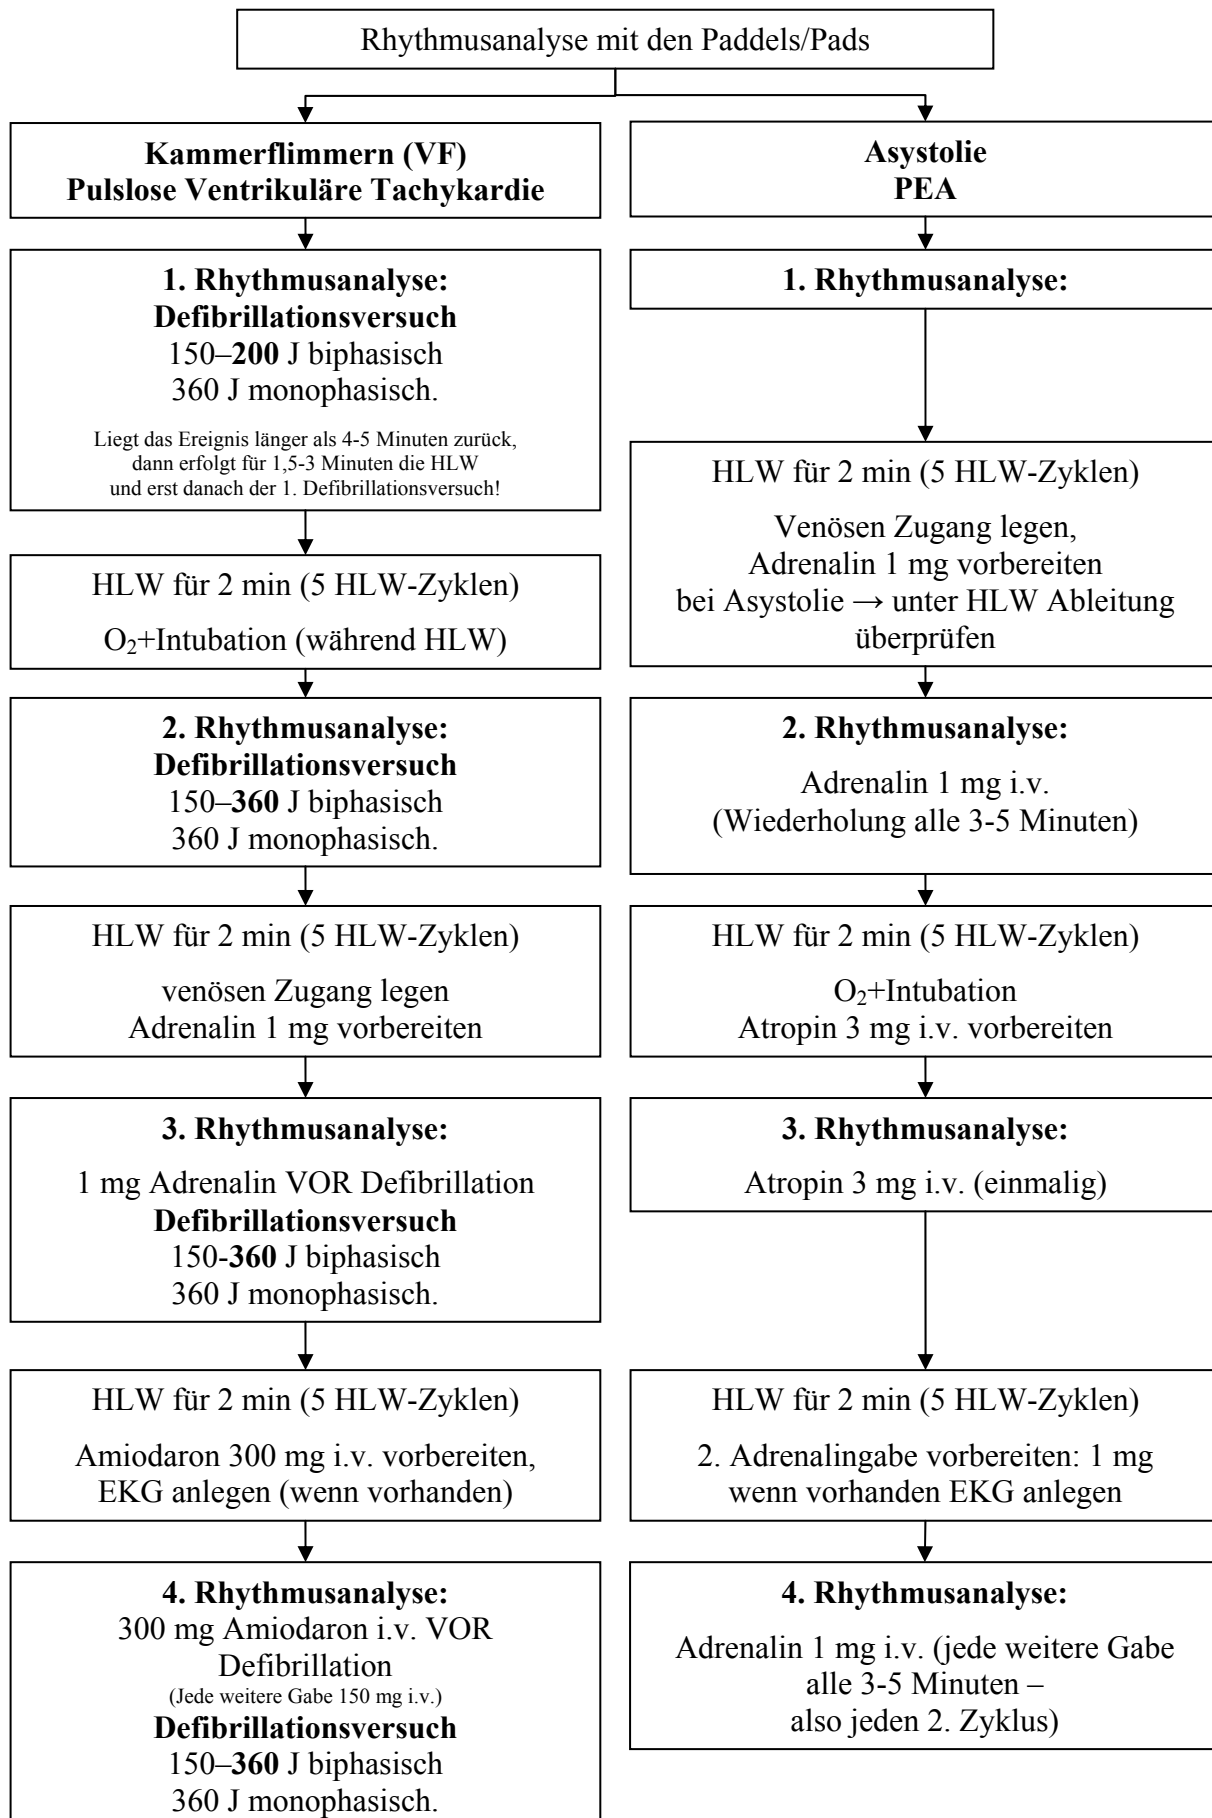 Rhythmusanalyse mit den Paddels/Pads
Kammerflimmern (VF)
Pulslose Ventrikuläre Tachykardie
1. Rhythmusanalyse:
Defibrillationsversuch
150–200 J biphasisch
360 J monophasisch.
Liegt das Ereignis länger als 4-5 Minuten zurück,
dann erfolgt für 1,5-3 Minuten die HLW
und erst danach der 1. Defibrillationsversuch!
HLW für 2 min (5 HLW-Zyklen)
O₂+Intubation (während HLW)
2. Rhythmusanalyse:
Defibrillationsversuch
150–360 J biphasisch
360 J monophasisch.
HLW für 2 min (5 HLW-Zyklen)
venösen Zugang legen
Adrenalin 1 mg vorbereiten
3. Rhythmusanalyse:
1 mg Adrenalin VOR Defibrillation
Defibrillationsversuch
150-360 J biphasisch
360 J monophasisch.
HLW für 2 min (5 HLW-Zyklen)
Amiodaron 300 mg i.v. vorbereiten,
EKG anlegen (wenn vorhanden)
4. Rhythmusanalyse:
300 mg Amiodaron i.v. VOR
Defibrillation
(Jede weitere Gabe 150 mg i.v.)
Defibrillationsversuch
150–360 J biphasisch
360 J monophasisch.
Asystolie
PEA
1. Rhythmusanalyse:
HLW für 2 min (5 HLW-Zyklen)
Venösen Zugang legen,
Adrenalin 1 mg vorbereiten
bei Asystolie → unter HLW Ableitung
überprüfen
2. Rhythmusanalyse:
Adrenalin 1 mg i.v.
(Wiederholung alle 3-5 Minuten)
HLW für 2 min (5 HLW-Zyklen)
O₂+Intubation
Atropin 3 mg i.v. vorbereiten
3. Rhythmusanalyse:
Atropin 3 mg i.v. (einmalig)
HLW für 2 min (5 HLW-Zyklen)
2. Adrenalingabe vorbereiten: 1 mg
wenn vorhanden EKG anlegen
4. Rhythmusanalyse:
Adrenalin 1 mg i.v. (jede weitere Gabe
alle 3-5 Minuten –
also jeden 2. Zyklus)